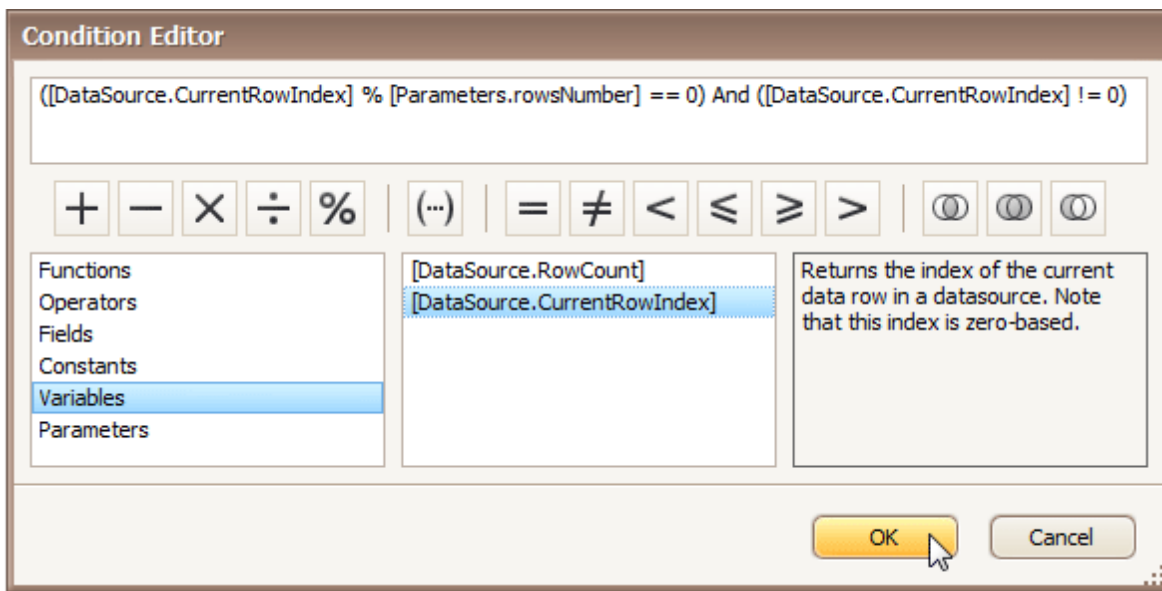 Condition Editor
([DataSource.CurrentRowIndex] % [Parameters.rowsNumber] == 0) And ([DataSource.CurrentRowIndex] != 0)
+ − × ÷ % (...) = ≠ < ⩽ ⩾ >
Functions
Operators
Fields
Constants
Variables
Parameters
[DataSource.RowCount]
[DataSource.CurrentRowIndex]
Returns the index of the current
data row in a datasource. Note
that this index is zero-based.
OK
Cancel